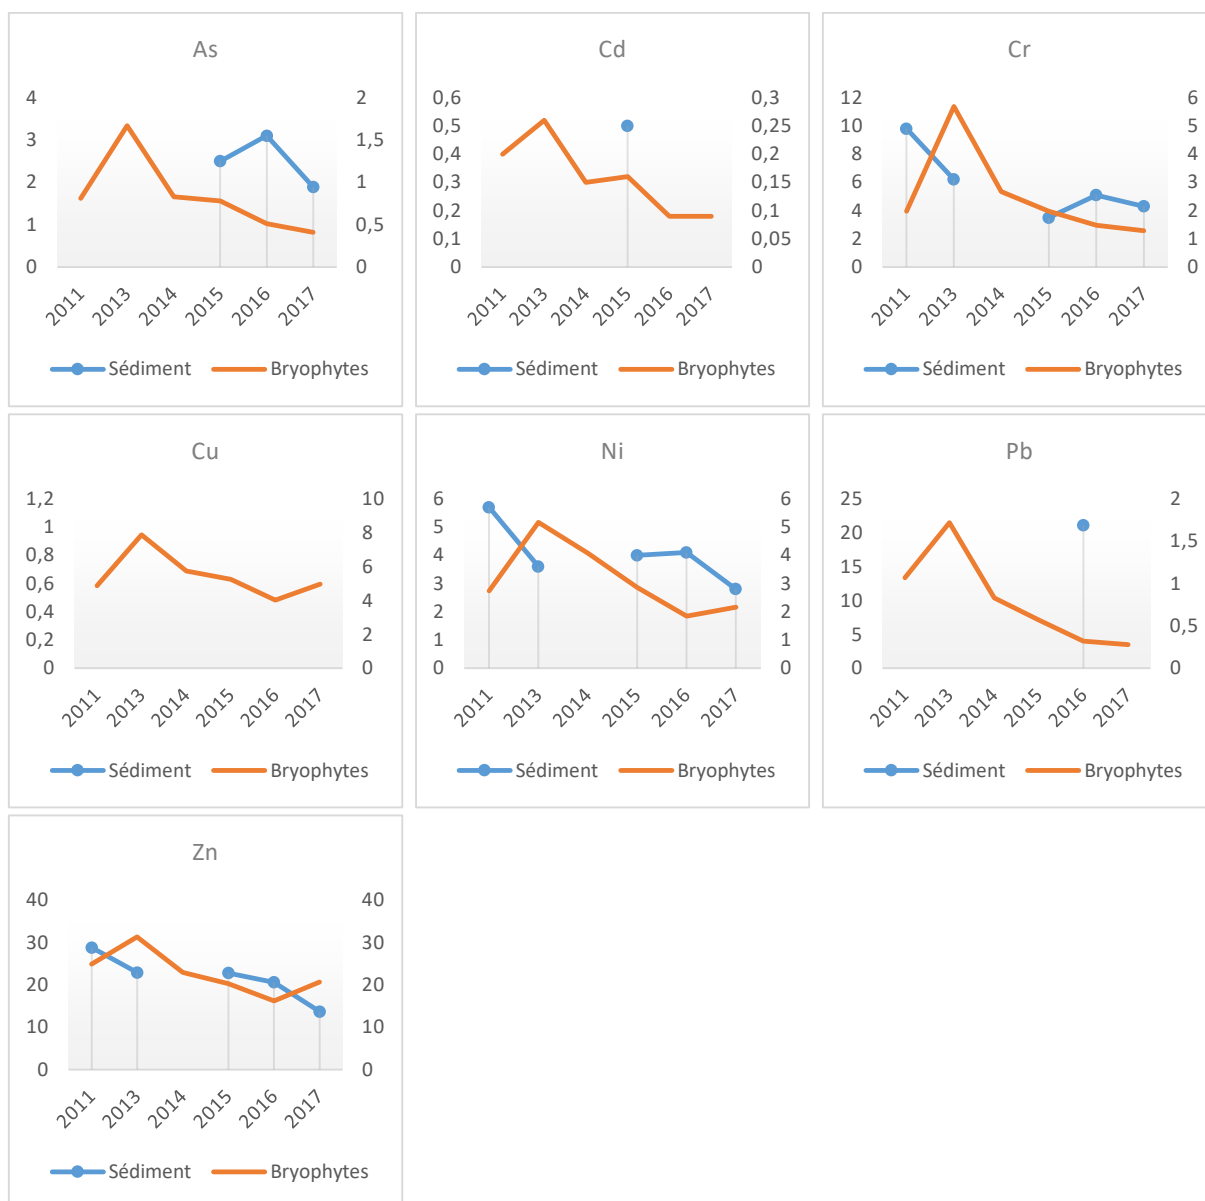 As
4 2
3 1,5
2 1
1 0,5
0 0
2011 2013 2014 2015 2016 2017
Sédiment Bryophytes
Cd
0,6 0,3
0,5 0,25
0,4 0,2
0,3 0,15
0,2 0,1
0,1 0,05
0 0
2011 2013 2014 2015 2016 2017
Sédiment Bryophytes
Cr
12 6
10 5
8 4
6 3
4 2
2 1
0 0
2011 2013 2014 2015 2016 2017
Sédiment Bryophytes
Cu
1,2 10
1 8
0,8 6
0,6 4
0,4 2
0,2 0
0
2011 2013 2014 2015 2016 2017
Sédiment Bryophytes
Ni
6 6
5 5
4 4
3 3
2 2
1 1
0 0
2011 2013 2014 2015 2016 2017
Sédiment Bryophytes
Pb
25 2
20 1,5
15 1
10 0,5
5 0
0
2011 2013 2014 2015 2016 2017
Sédiment Bryophytes
Zn
40 40
30 30
20 20
10 10
0 0
2011 2013 2014 2015 2016 2017
Sédiment Bryophytes